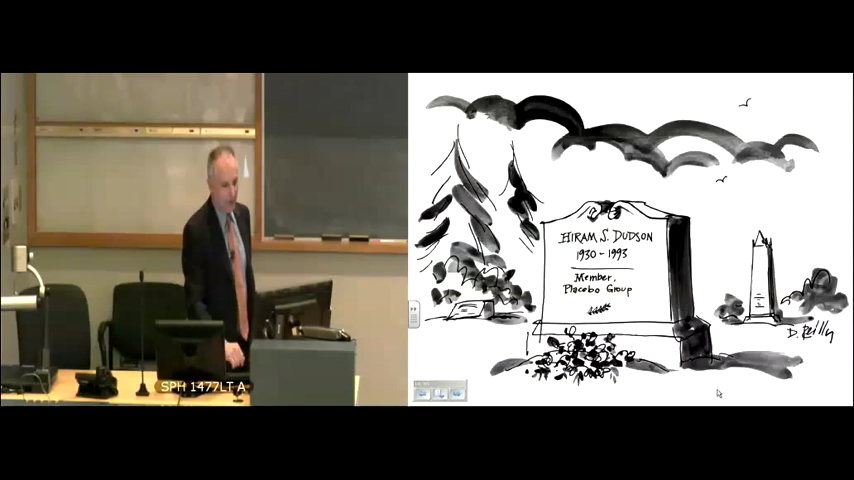 HIRAM S. DUDSON
1930-1993
Member,
Placebo Group
D. Reilly
SPH 1477LT A